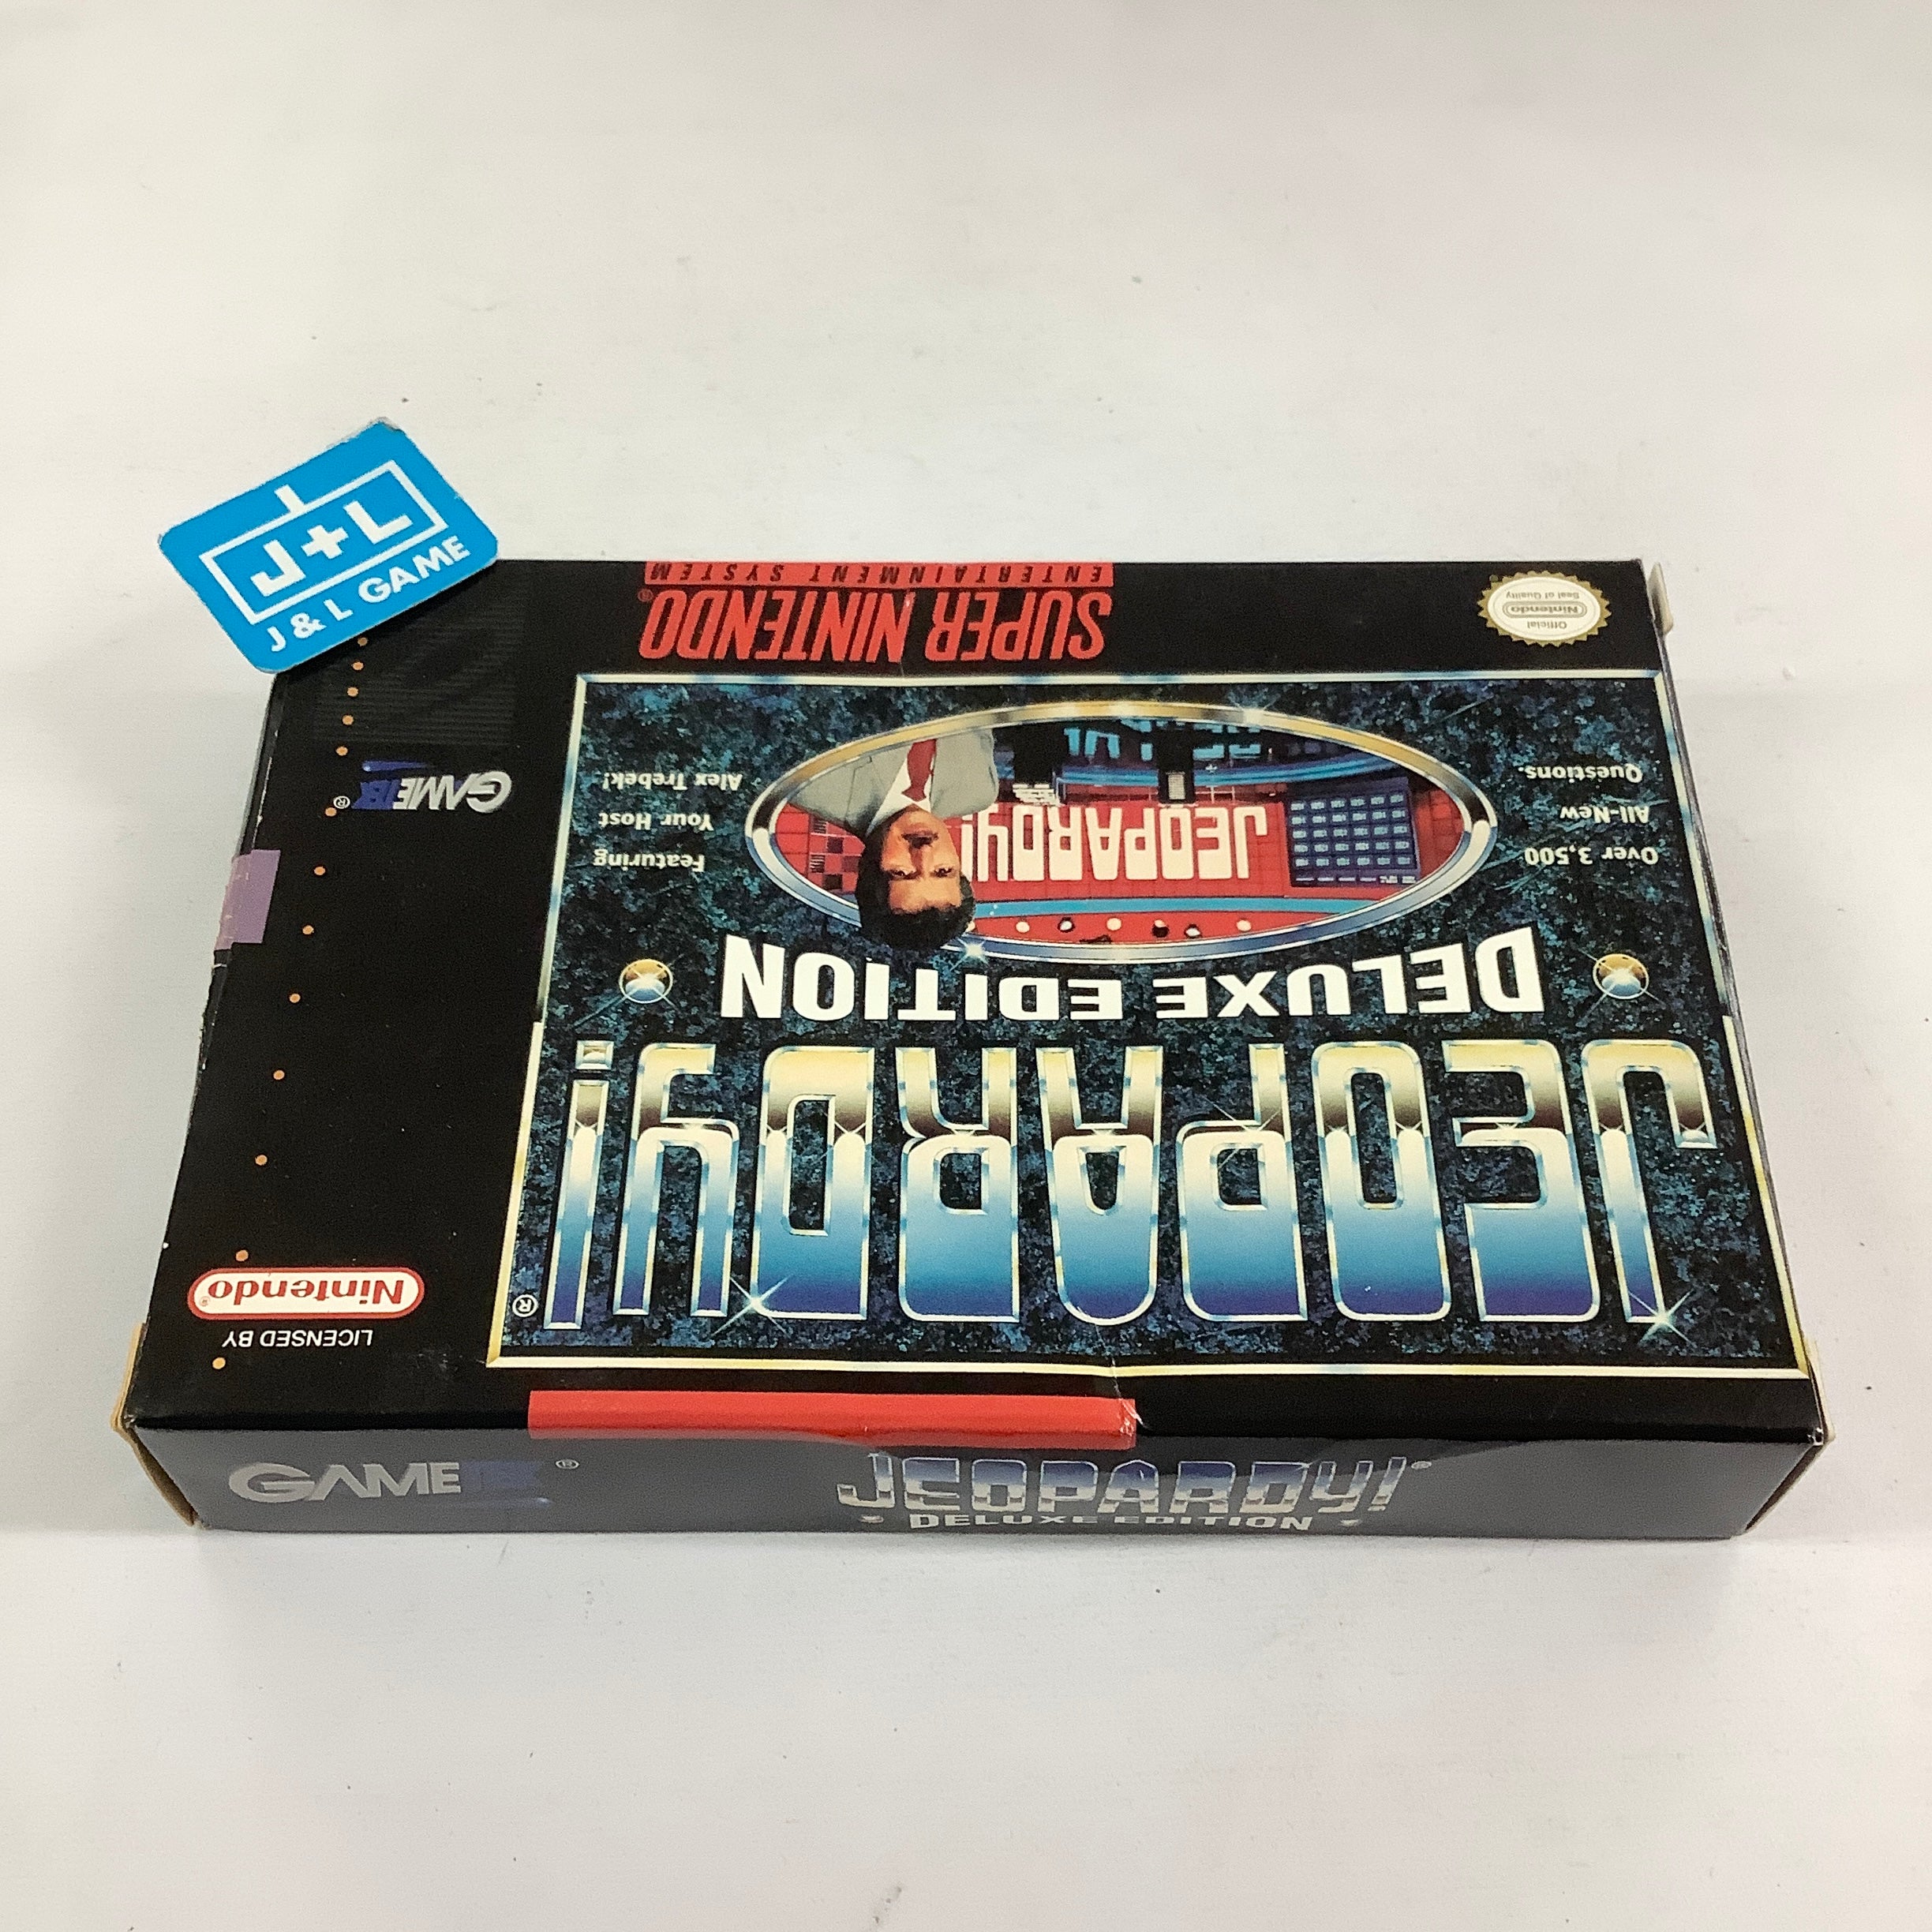 J+L
J & L GAME
SUPER NINTENDO®
ENTERTAINMENT SYSTEM
Official
Nintendo
Seal of Quality
LICENSED BY
Nintendo®
GAMETEK®
JEOPARDY!®
DELUXE EDITION
Over 3,500
All-New
Questions.
Featuring
Your Host
Alex Trebek!
JEOPARDY!
GAMETEK®
JEOPARDY!®
DELUXE EDITION